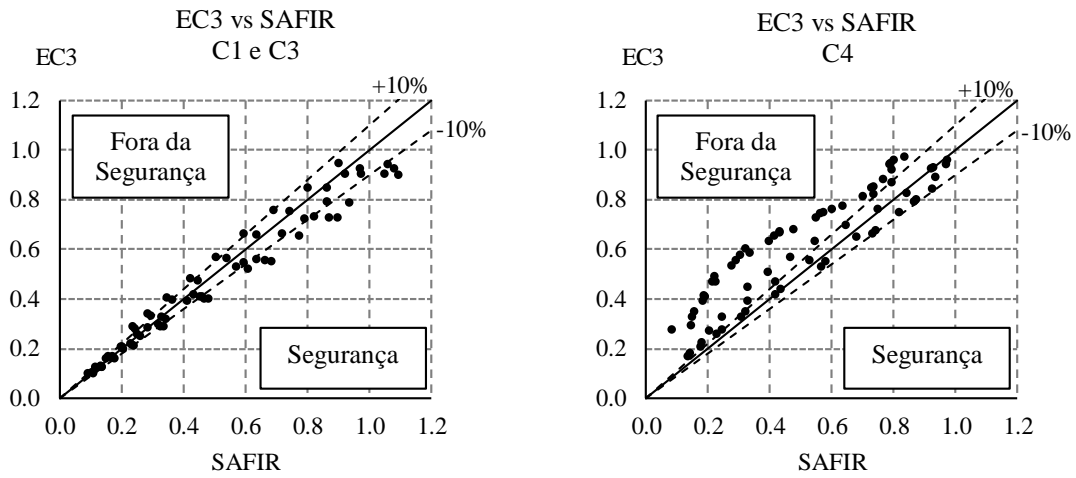 EC3 vs SAFIR
C1 e C3
EC3
+10%
-10%
1.2
1.0
0.8
0.6
0.4
0.2
0.0
Fora da
Segurança
Segurança
0.0 0.2 0.4 0.6 0.8 1.0 1.2
SAFIR
EC3 vs SAFIR
C4
EC3
+10%
-10%
1.2
1.0
0.8
0.6
0.4
0.2
0.0
Fora da
Segurança
Segurança
0.0 0.2 0.4 0.6 0.8 1.0 1.2
SAFIR